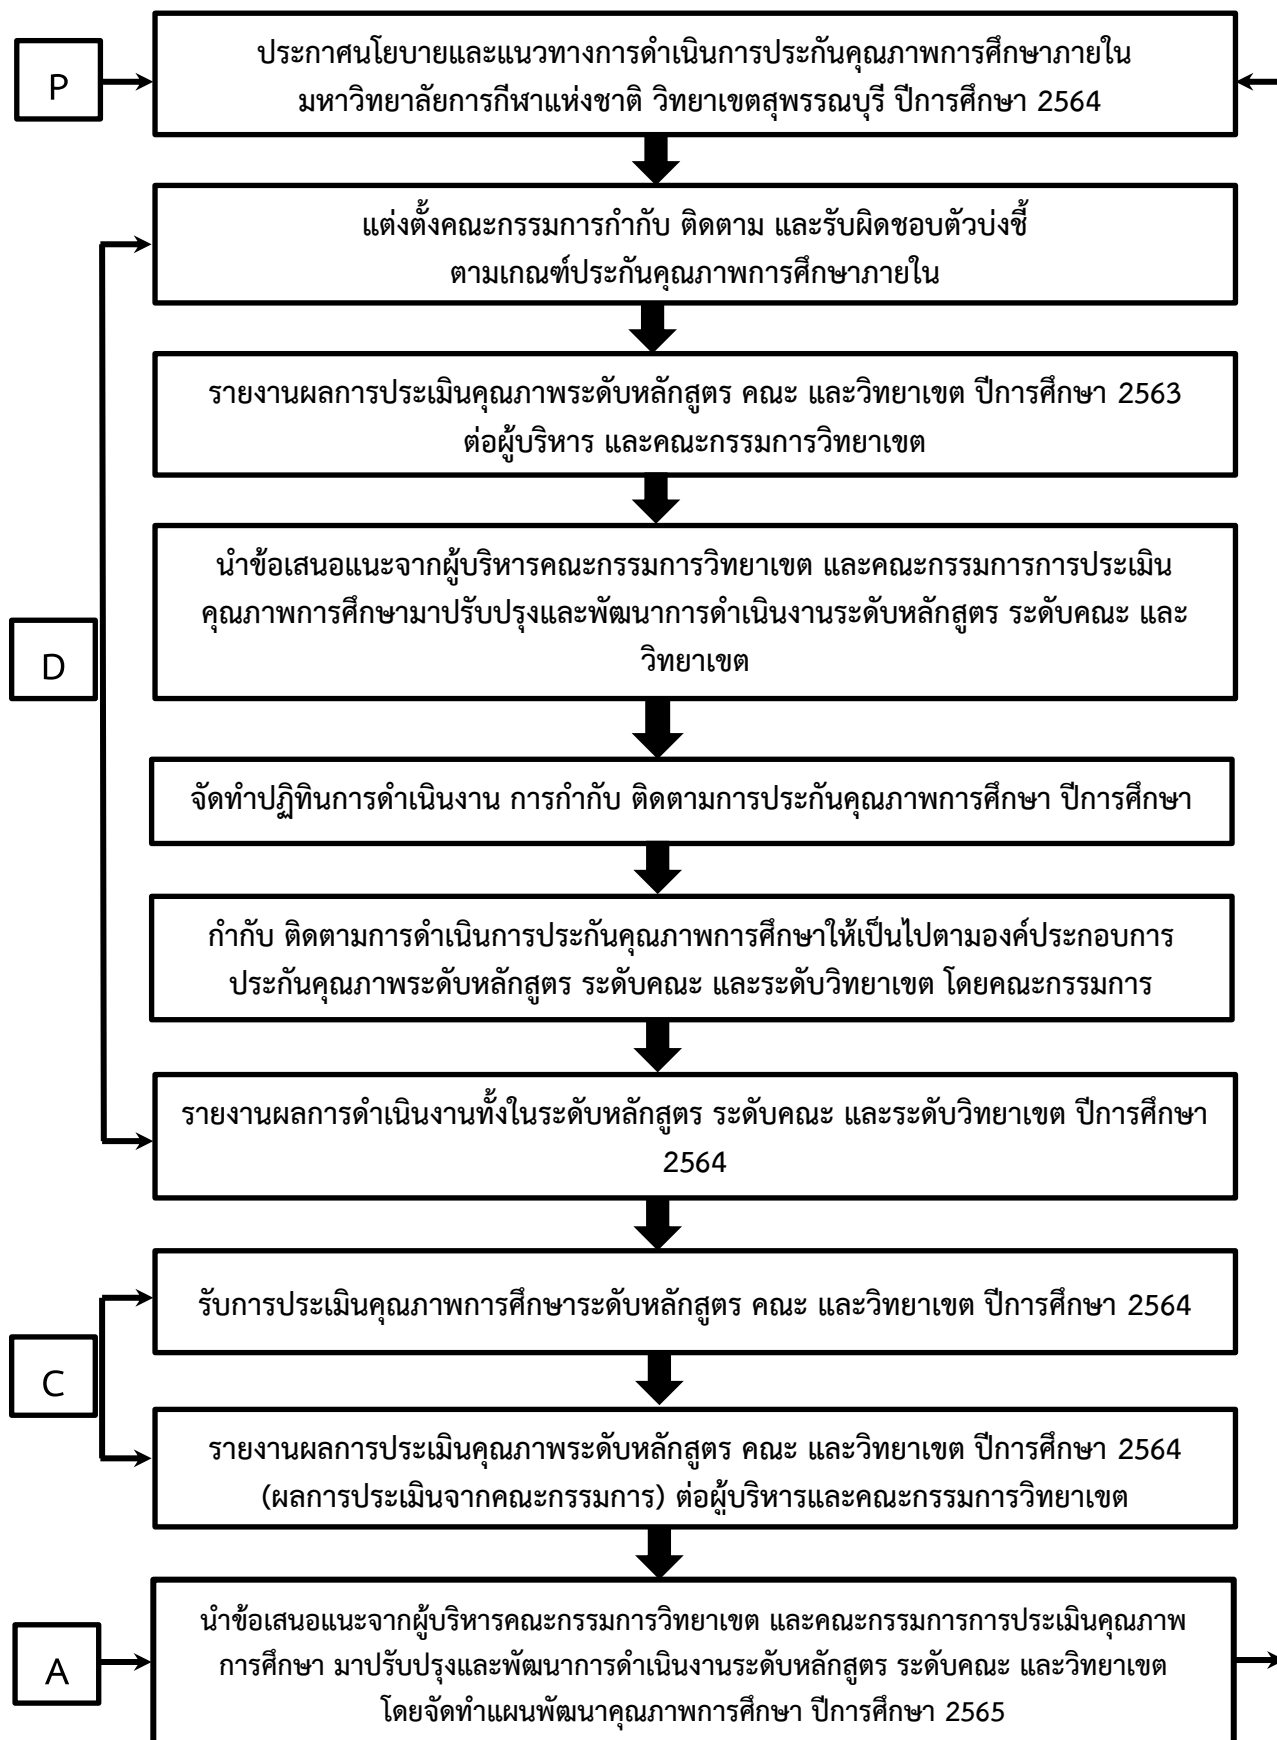 P
ประกาศนโยบายและแนวทางการดำเนินการประกันคุณภาพการศึกษาภายใน
มหาวิทยาลัยการกีฬาแห่งชาติ วิทยาเขตสุพรรณบุรี ปีการศึกษา 2564
แต่งตั้งคณะกรรมการกำกับ ติดตาม และรับผิดชอบตัวบ่งชี้
ตามเกณฑ์ประกันคุณภาพการศึกษาภายใน
รายงานผลการประเมินคุณภาพระดับหลักสูตร คณะ และวิทยาเขต ปีการศึกษา 2563
ต่อผู้บริหาร และคณะกรรมการวิทยาเขต
D
นำข้อเสนอแนะจากผู้บริหารคณะกรรมการวิทยาเขต และคณะกรรมการการประเมิน
คุณภาพการศึกษามาปรับปรุงและพัฒนาการดำเนินงานระดับหลักสูตร ระดับคณะ และ
วิทยาเขต
จัดทำปฏิทินการดำเนินงาน การกำกับ ติดตามการประกันคุณภาพการศึกษา ปีการศึกษา
กำกับ ติดตามการดำเนินการประกันคุณภาพการศึกษาให้เป็นไปตามองค์ประกอบการ
ประกันคุณภาพระดับหลักสูตร ระดับคณะ และระดับวิทยาเขต โดยคณะกรรมการ
รายงานผลการดำเนินงานทั้งในระดับหลักสูตร ระดับคณะ และระดับวิทยาเขต ปีการศึกษา
2564
C
รับการประเมินคุณภาพการศึกษาระดับหลักสูตร คณะ และวิทยาเขต ปีการศึกษา 2564
รายงานผลการประเมินคุณภาพระดับหลักสูตร คณะ และวิทยาเขต ปีการศึกษา 2564
(ผลการประเมินจากคณะกรรมการ) ต่อผู้บริหารและคณะกรรมการวิทยาเขต
A
นำข้อเสนอแนะจากผู้บริหารคณะกรรมการวิทยาเขต และคณะกรรมการการประเมินคุณภาพ
การศึกษา มาปรับปรุงและพัฒนาการดำเนินงานระดับหลักสูตร ระดับคณะ และวิทยาเขต
โดยจัดทำแผนพัฒนาคุณภาพการศึกษา ปีการศึกษา 2565